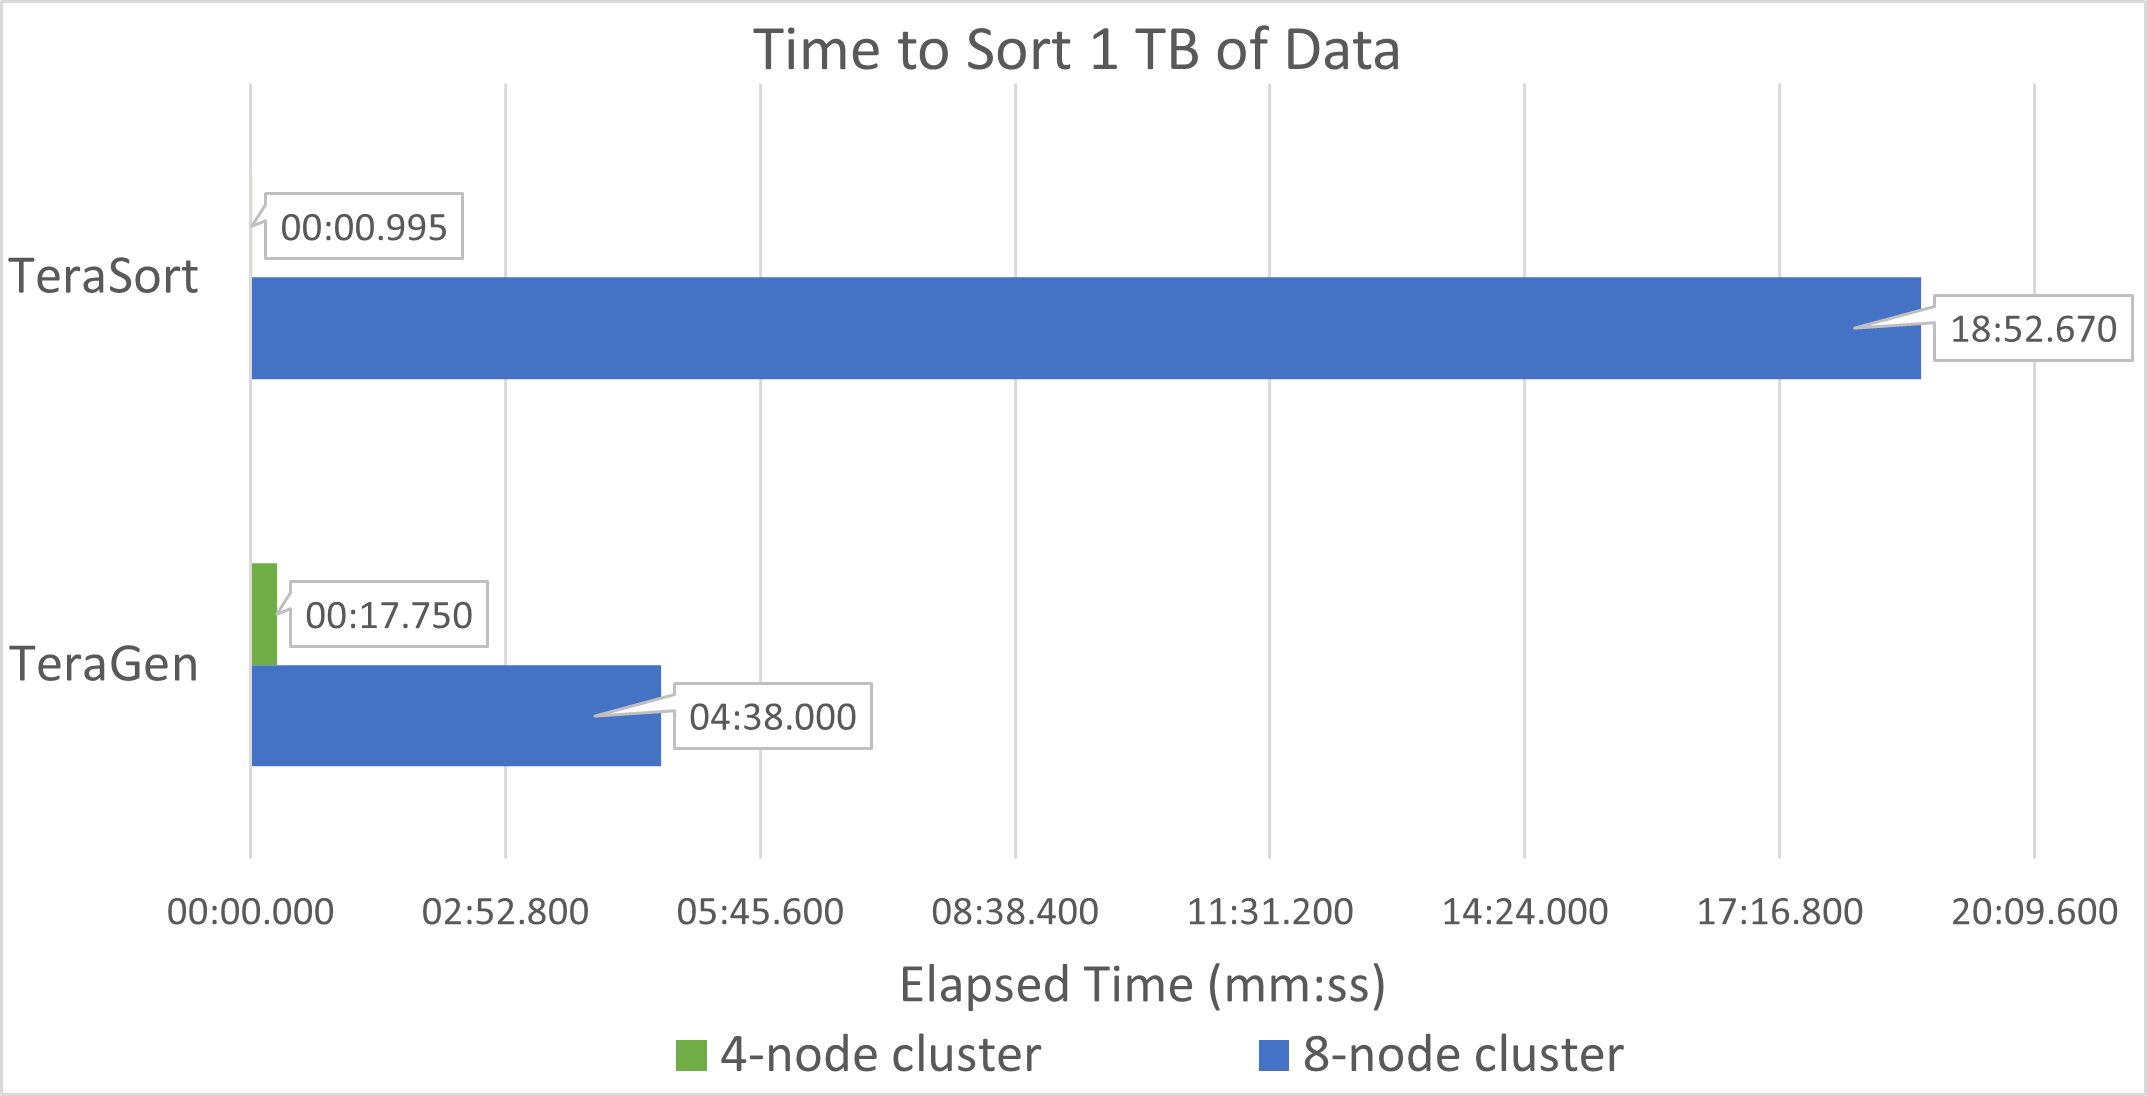 Time to Sort 1 TB of Data
TeraSort
00:00.995
18:52.670
TeraGen
00:17.750
04:38.000
00:00.000 02:52.800 05:45.600 08:38.400 11:31.200 14:24.000 17:16.800 20:09.600
Elapsed Time (mm:ss)
4-node cluster 8-node cluster